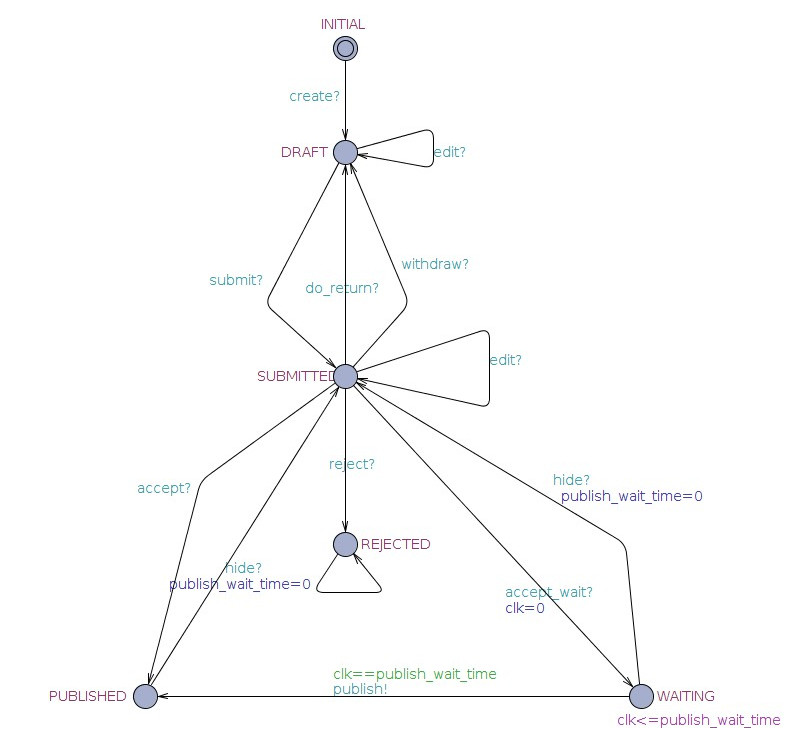 INITIAL
create?
DRAFT
edit?
withdraw?
submit?
do_return?
edit?
SUBMITTED
reject?
hide?
accept?
publish_wait_time=0
REJECTED
hide?
publish_wait_time=0
accept_wait?
clk=0
clk==publish_wait_time
publish!
PUBLISHED
WAITING
clk<=publish_wait_time